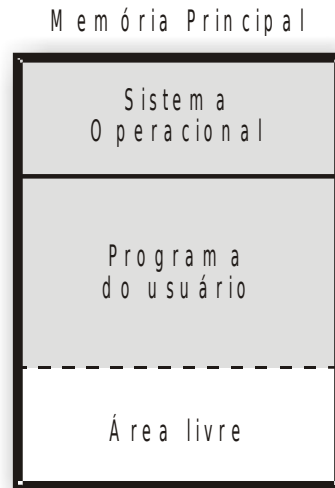 Memória Principal
Sistema
Operacional
Programa
do usuário
Área livre